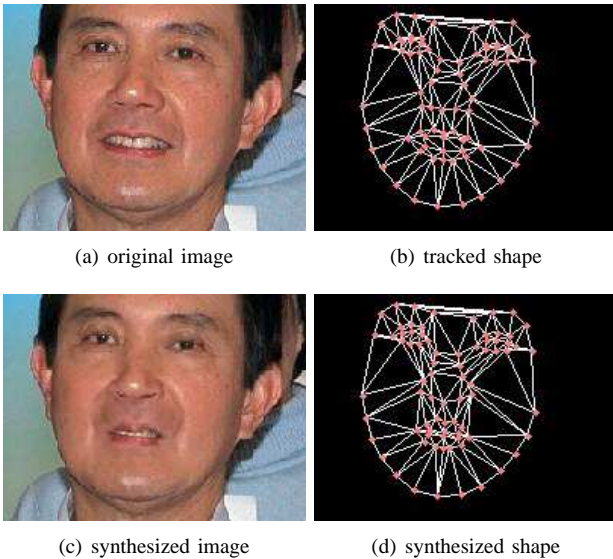 (a) original image
(b) tracked shape
(c) synthesized image
(d) synthesized shape